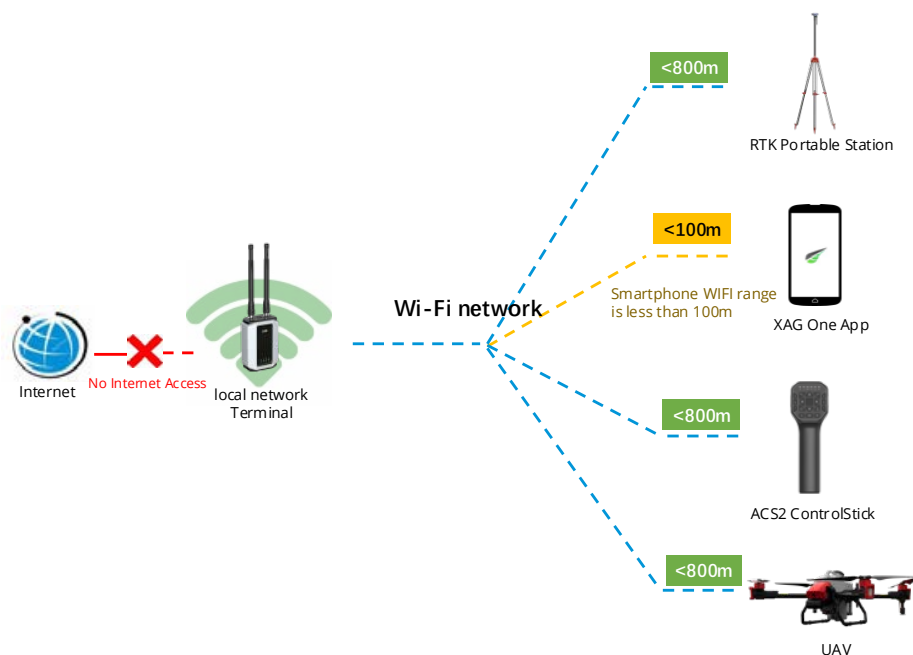 <800m
RTK Portable Station
<100m
Smartphone WIFI range
is less than 100m
XAG One App
Wi-Fi network
Internet
No Internet Access
local network
Terminal
<800m
ACS2 ControlStick
<800m
UAV